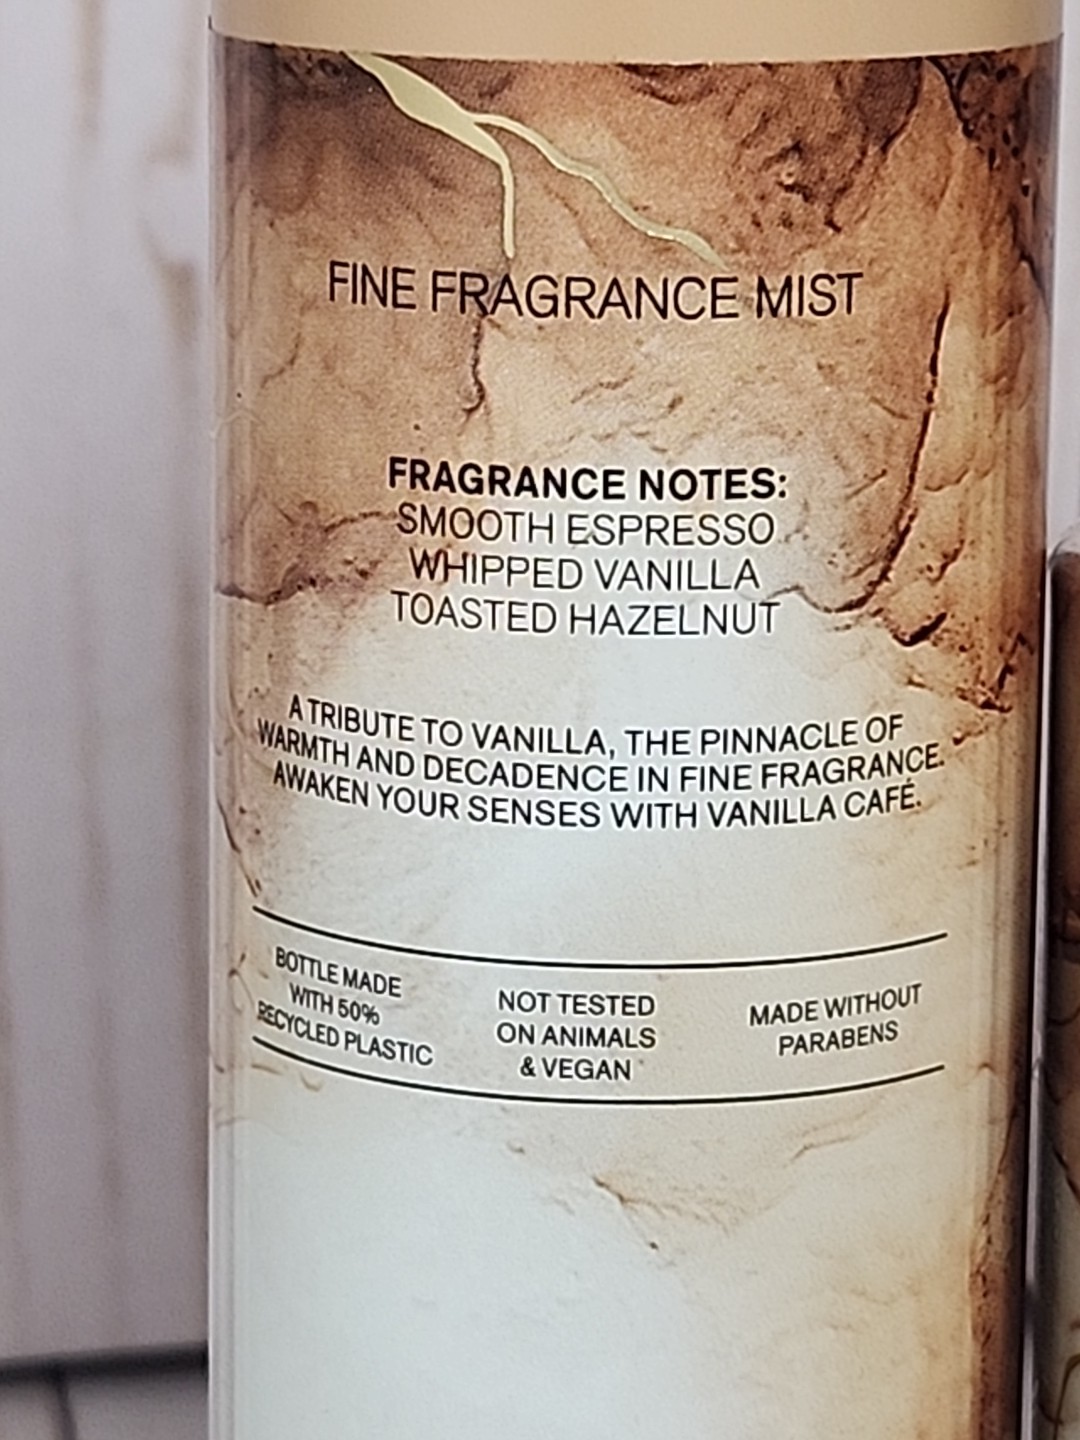 FINE FRAGRANCE MIST
FRAGRANCE NOTES:
SMOOTH ESPRESSO
WHIPPED VANILLA
TOASTED HAZELNUT
A TRIBUTE TO VANILLA, THE PINNACLE OF
WARMTH AND DECADENCE IN FINE FRAGRANCE.
AWAKEN YOUR SENSES WITH VANILLA CAFÉ.
BOTTLE MADE
WITH 50%
RECYCLED PLASTIC
NOT TESTED
ON ANIMALS
& VEGAN
MADE WITHOUT
PARABENS